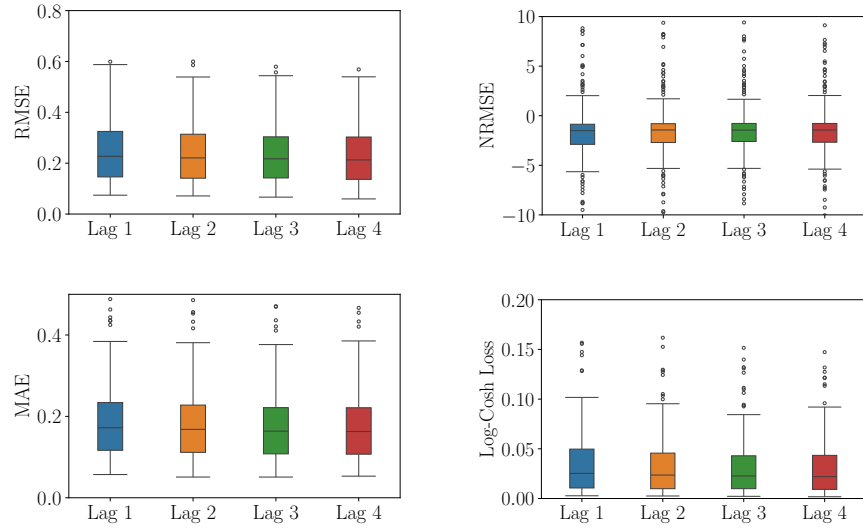 RMSE
0.8
0.6
0.4
0.2
0.0
Lag 1 Lag 2 Lag 3 Lag 4
NRMSE
10
5
0
−5
−10
Lag 1 Lag 2 Lag 3 Lag 4
MAE
0.4
0.2
0.0
Lag 1 Lag 2 Lag 3 Lag 4
Log-Cosh Loss
0.20
0.15
0.10
0.05
0.00
Lag 1 Lag 2 Lag 3 Lag 4